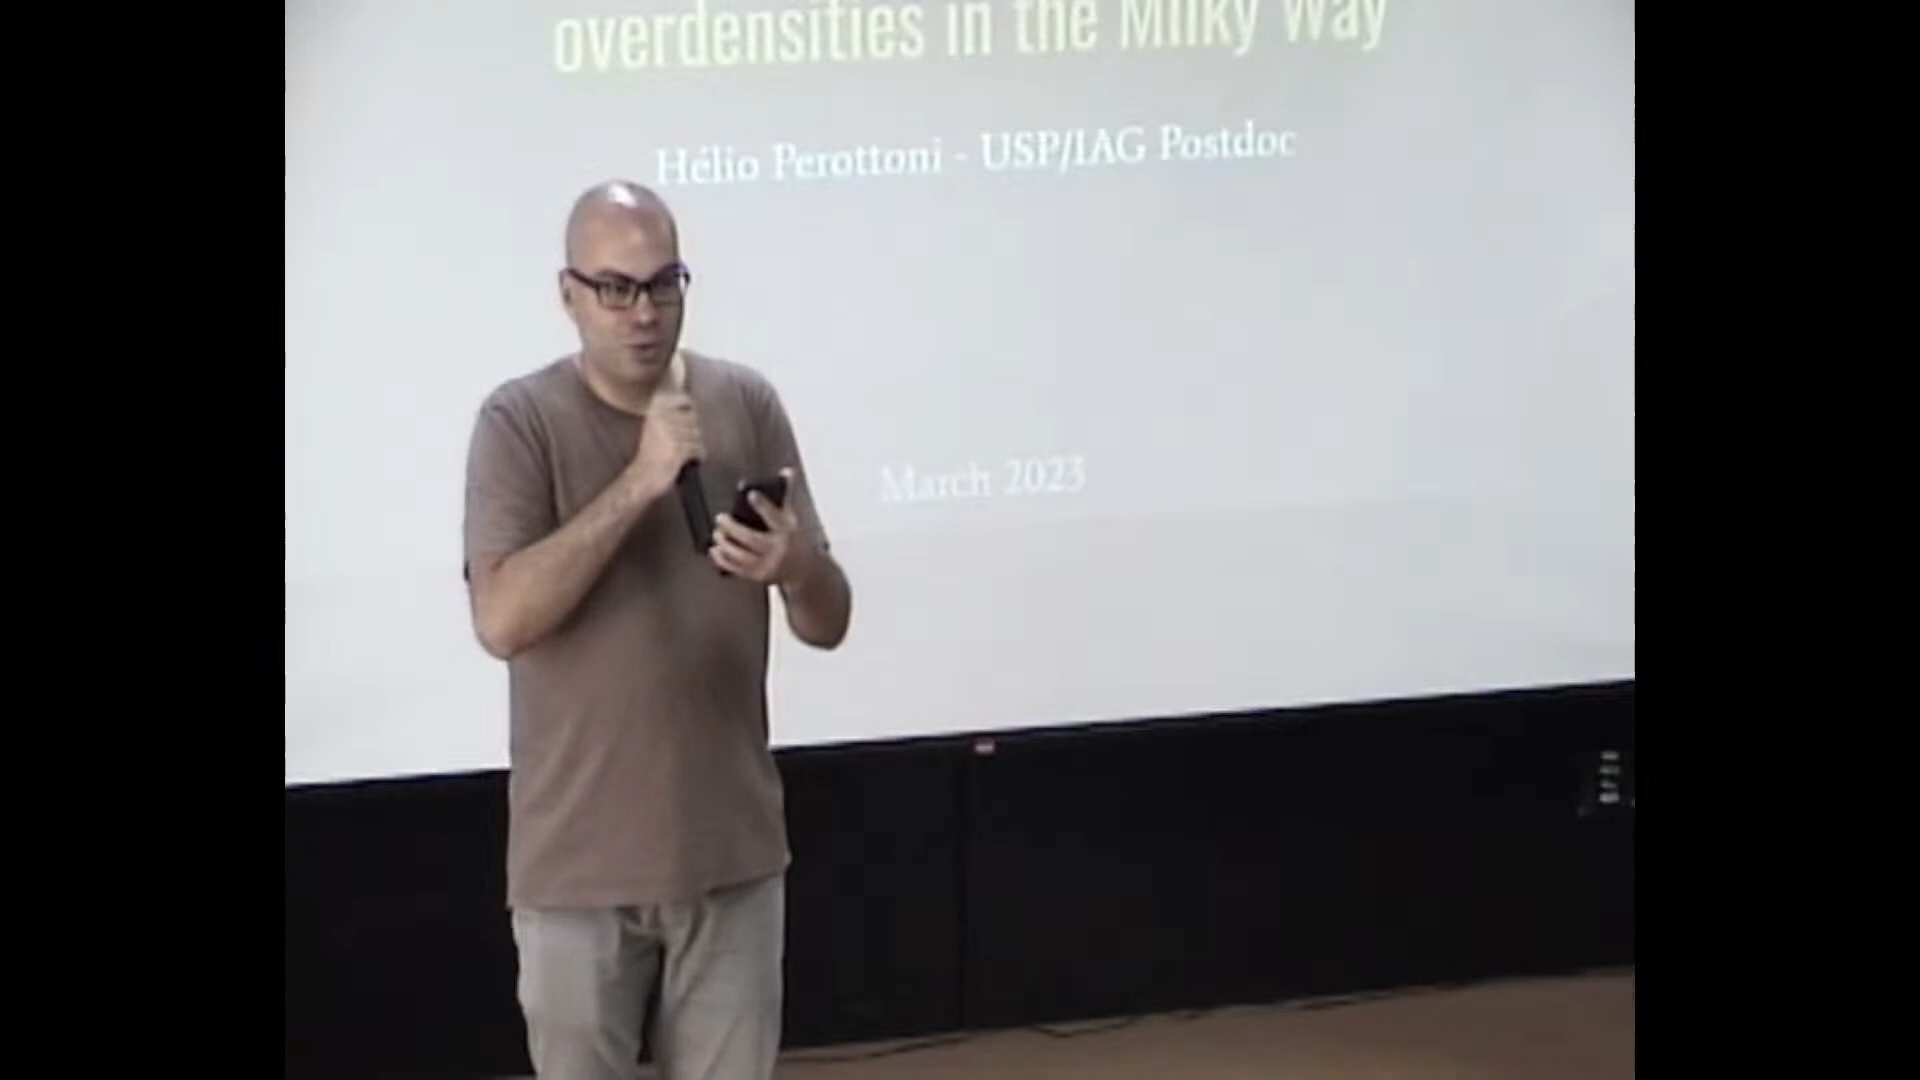 overdensities in the Milky Way
Hélio Perottoni - USP/IAG Postdoc
March 2023